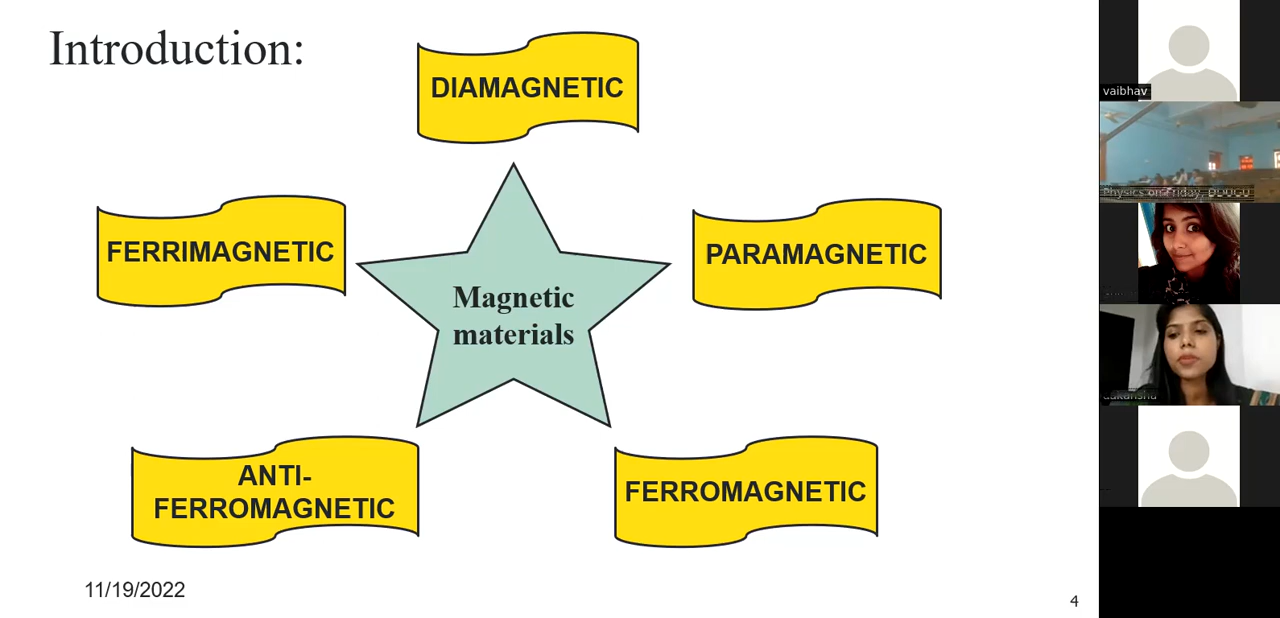 Introduction:
DIAMAGNETIC
FERRIMAGNETIC
PARAMAGNETIC
Magnetic
materials
ANTI-
FERROMAGNETIC
FERROMAGNETIC
11/19/2022
4
vaibhav
Physics on Friday, DDUGU